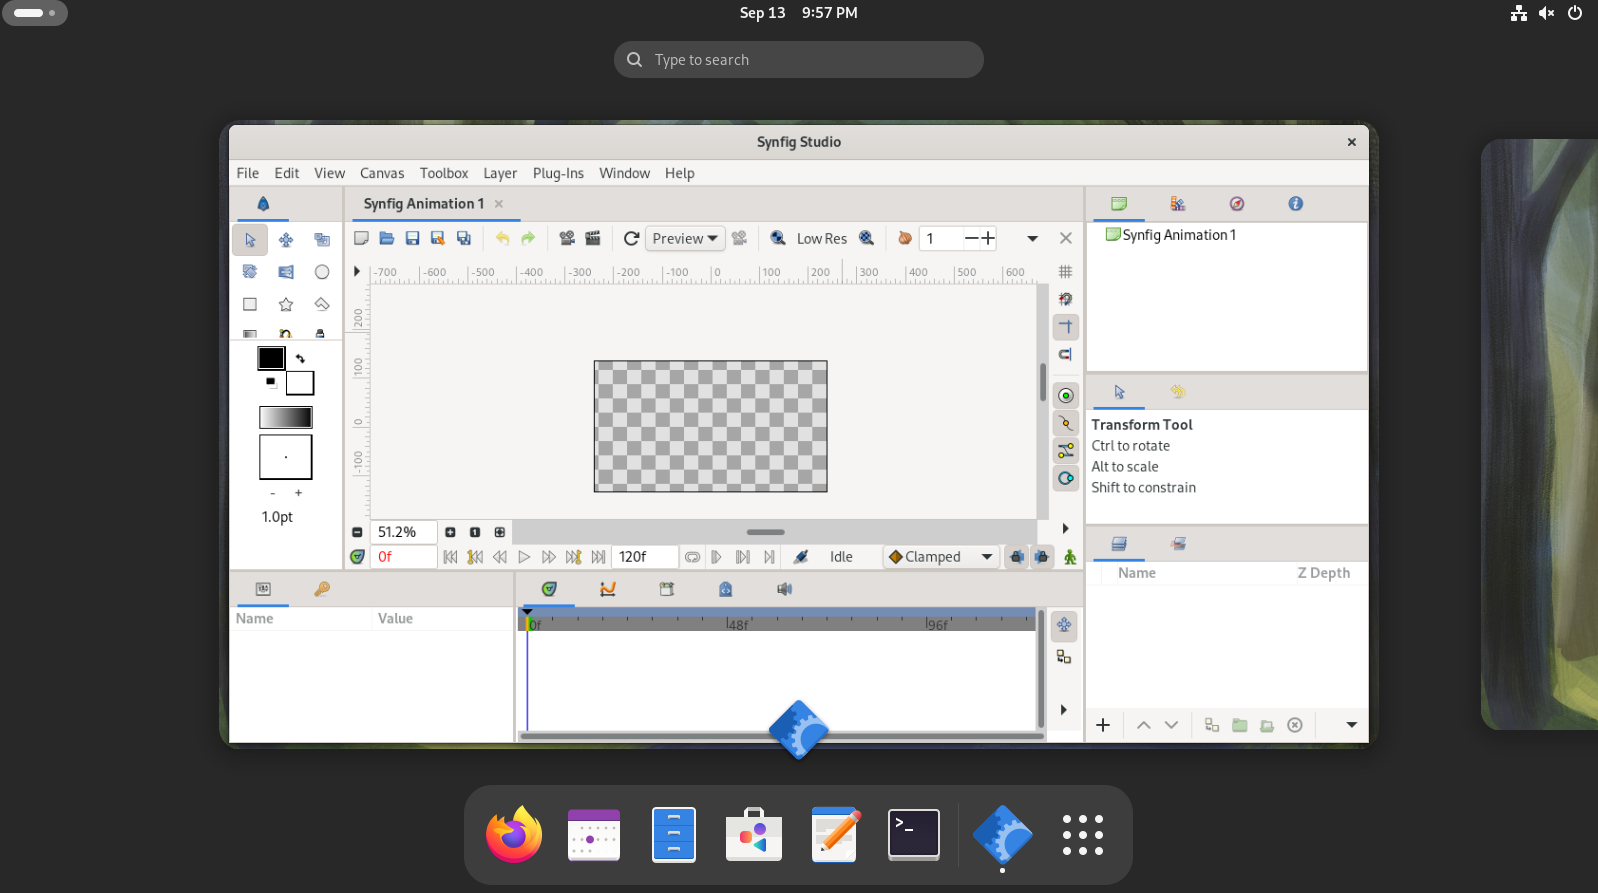 Sep 13 9:57 PM
Type to search
Synfig Studio
File Edit View Canvas Toolbox Layer Plug-Ins Window Help
Synfig Animation 1
Preview Low Res 1
Synfig Animation 1
-700 -600 -500 -400 -300 -200 -100 0 100 200 300 400 500 600
200
100
0
-100
Transform Tool
Ctrl to rotate
Alt to scale
Shift to constrain
- +
1.0pt
51.2%
0f 120f Idle Clamped
Name Z Depth
Name Value
0f 48f 96f
>_